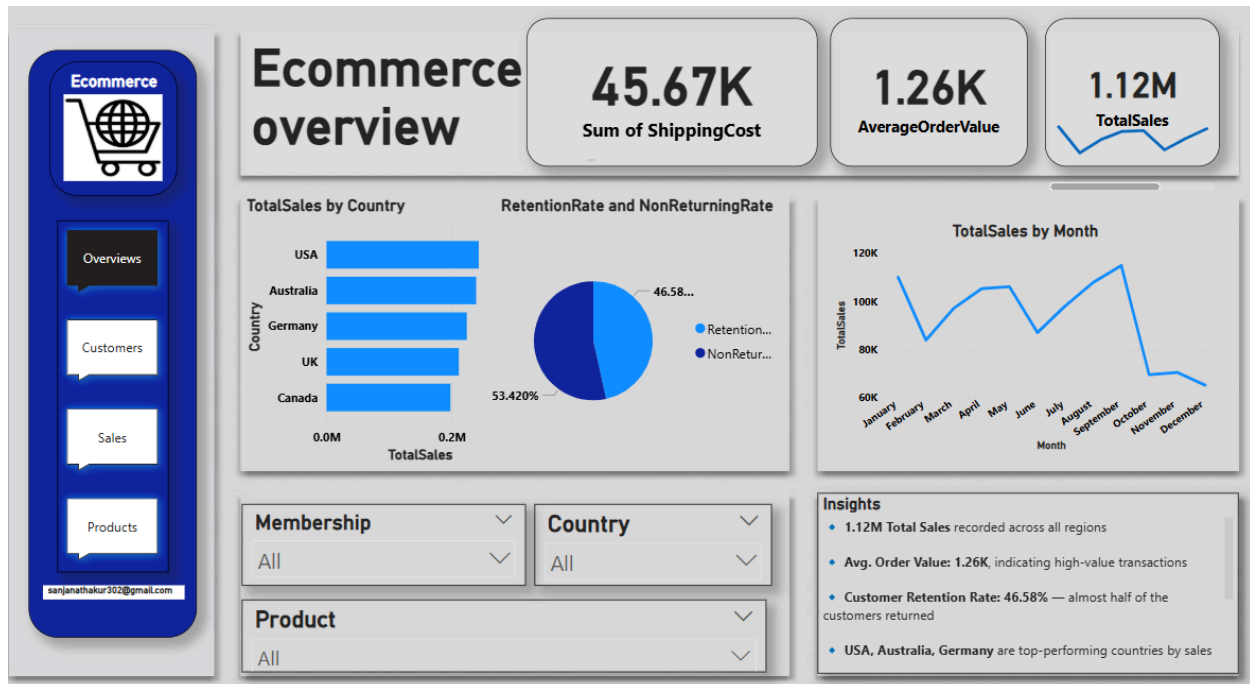 Ecommerce
Overviews
Customers
Sales
Products
sanjanathakur302@gmail.com
Ecommerce
overview
45.67K
Sum of ShippingCost
1.26K
AverageOrderValue
1.12M
TotalSales
TotalSales by Country
Country
USA
Australia
Germany
UK
Canada
0.0M 0.2M
TotalSales
RetentionRate and NonReturningRate
46.58...
53.420%
Retention...
NonRetur...
TotalSales by Month
TotalSales
120K
100K
80K
60K
January February March April May June July August September October November December
Month
Membership
All
Country
All
Product
All
Insights
1.12M Total Sales recorded across all regions
Avg. Order Value: 1.26K, indicating high-value transactions
Customer Retention Rate: 46.58% — almost half of the
customers returned
USA, Australia, Germany are top-performing countries by sales